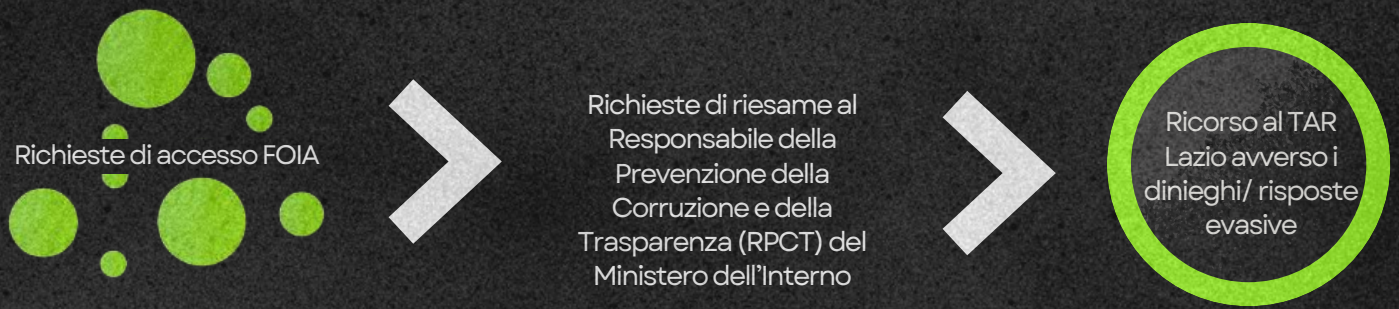 Richieste di accesso FOIA
Richieste di riesame al
Responsabile della
Prevenzione della
Corruzione e della
Trasparenza (RPCT) del
Ministero dell'Interno
Ricorso al TAR
Lazio avverso i
dinieghi/ risposte
evasive